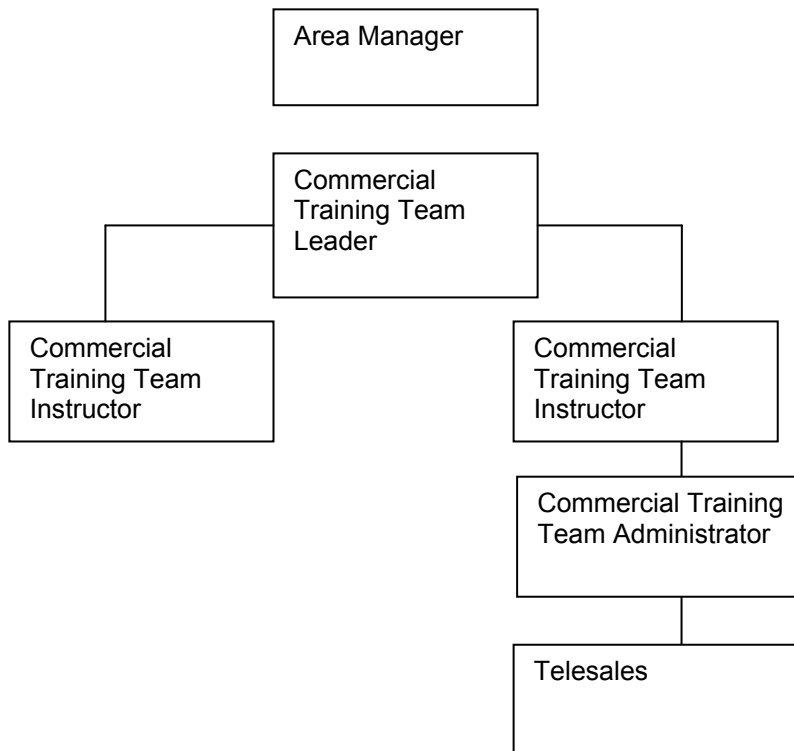 Area Manager
Commercial
Training Team
Leader
Commercial
Training Team
Instructor
Commercial
Training Team
Instructor
Commercial Training
Team Administrator
Telesales